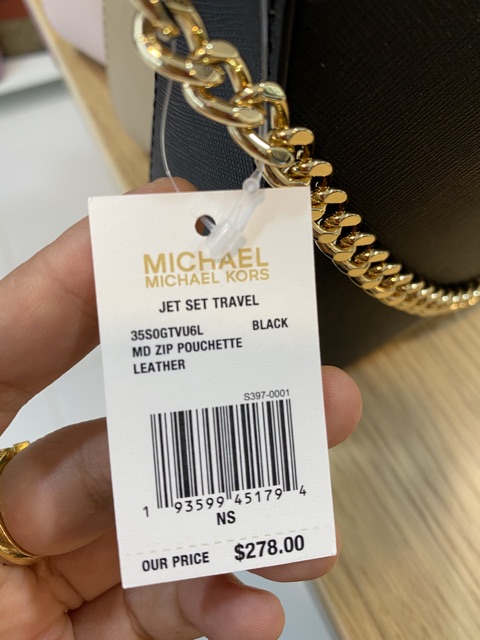 MICHAEL
MICHAEL KORS
JET SET TRAVEL
35S0GTVU6L BLACK
MD ZIP POUCHETTE
LEATHER
S397-0001
1 93599 45179 4
NS
OUR PRICE $278.00